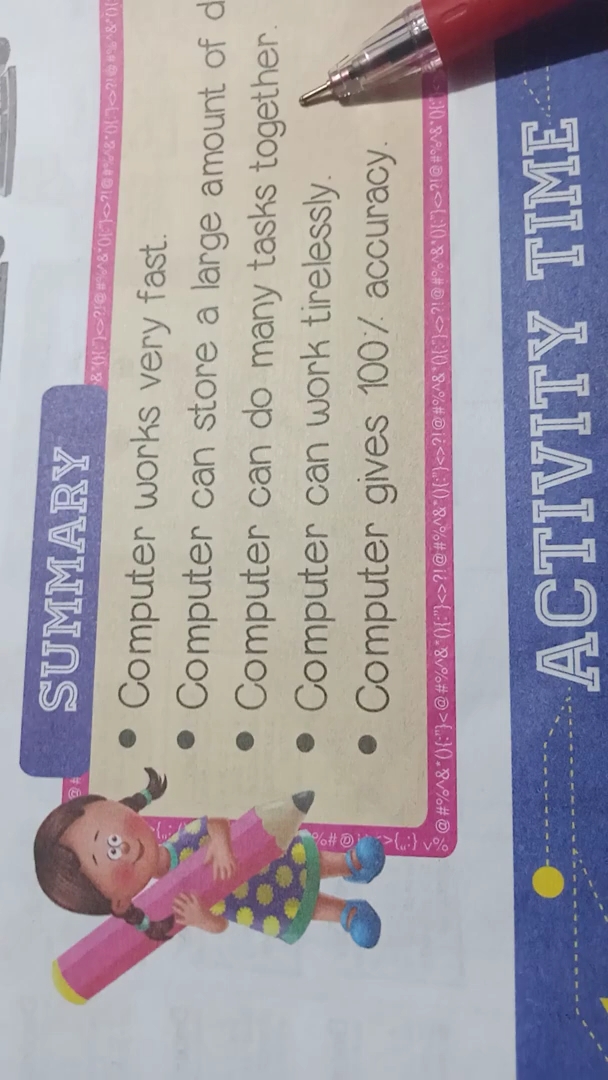 SUMMARY
• Computer works very fast.
• Computer can store a large amount of d
• Computer can do many tasks together.
• Computer can work tirelessly.
• Computer gives 100% accuracy.
ACTIVITY TIME